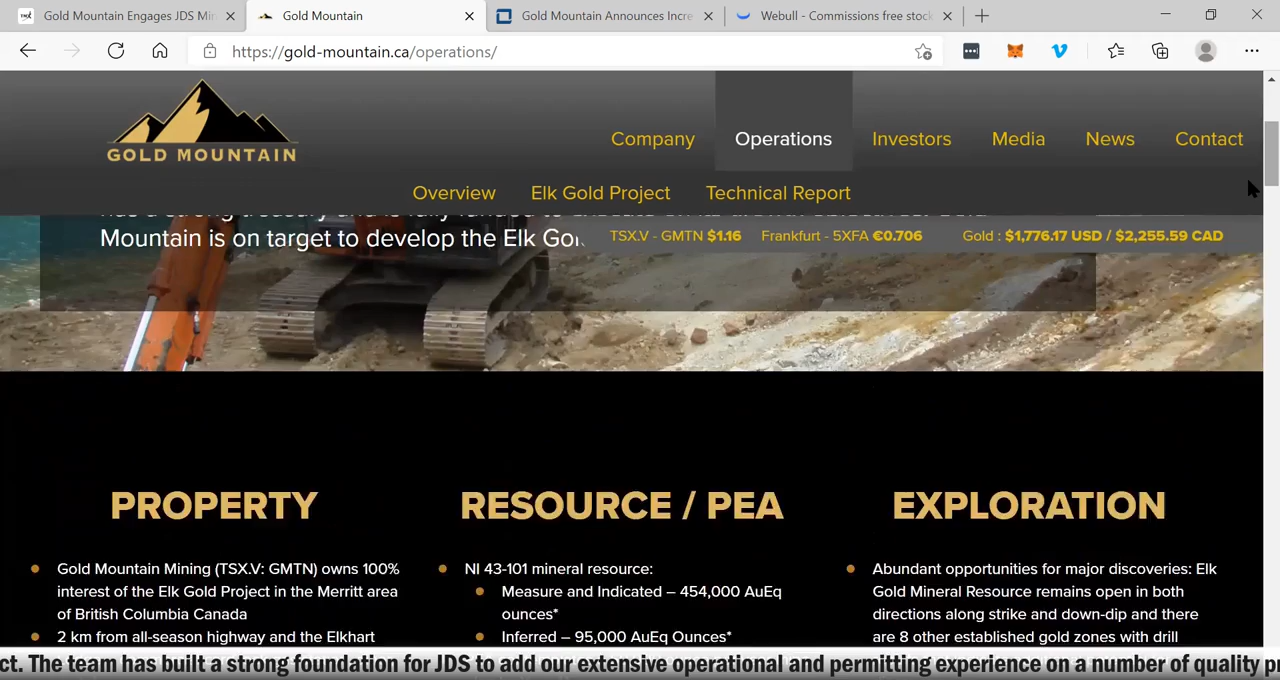 Gold Mountain Engages JDS Min
Gold Mountain
Gold Mountain Announces Incre
Webull - Commissions free stock
https://gold-mountain.ca/operations/
GOLD MOUNTAIN
Company
Operations
Investors
Media
News
Contact
Overview
Elk Gold Project
Technical Report
Mountain is on target to develop the Elk Gol
TSX.V - GMTN $1.16 Frankfurt - 5XFA €0.706 Gold : $1,776.17 USD / $2,255.59 CAD
PROPERTY
Gold Mountain Mining (TSX.V: GMTN) owns 100%
interest of the Elk Gold Project in the Merritt area
of British Columbia Canada
2 km from all-season highway and the Elkhart
RESOURCE / PEA
NI 43-101 mineral resource:
Measure and Indicated – 454,000 AuEq
ounces*
Inferred – 95,000 AuEq Ounces*
EXPLORATION
Abundant opportunities for major discoveries: Elk
Gold Mineral Resource remains open in both
directions along strike and down-dip and there
are 8 other established gold zones with drill
ct. The team has built a strong foundation for JDS to add our extensive operational and permitting experience on a number of quality pr